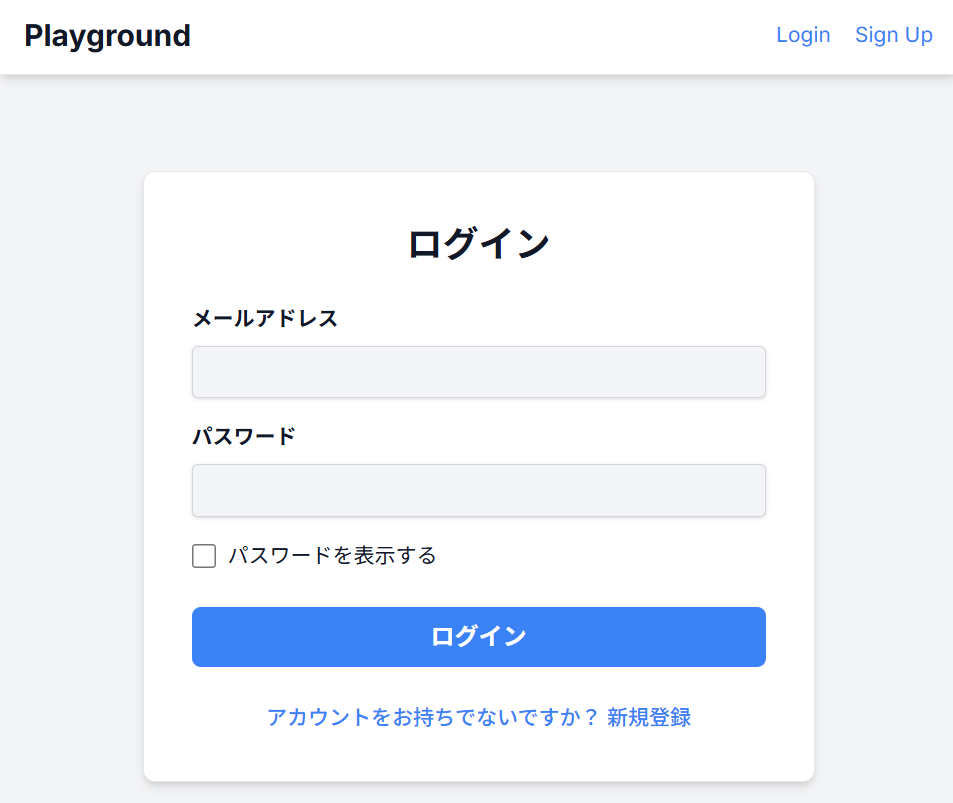 Playground
Login Sign Up
ログイン
メールアドレス
パスワード
パスワードを表示する
ログイン
アカウントをお持ちでないですか？ 新規登録